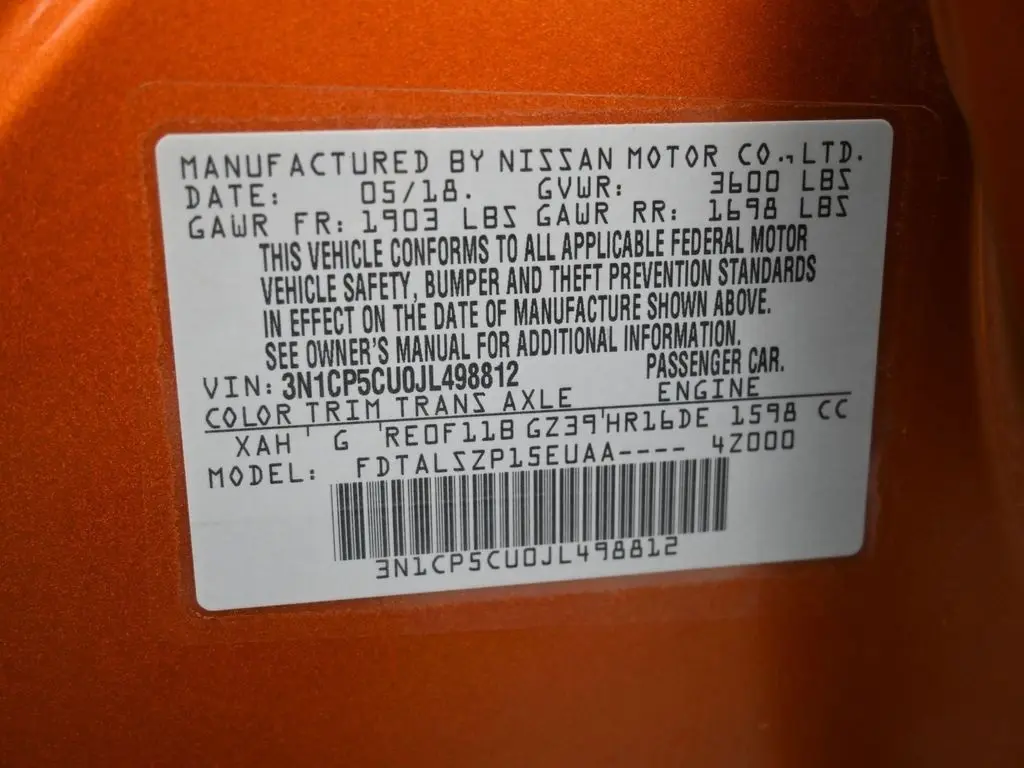 MANUFACTURED BY NISSAN MOTOR CO.,LTD.
DATE: 05/18. GVWR: 3600 LBS
GAWR FR: 1903 LBS GAWR RR: 1698 LBS
THIS VEHICLE CONFORMS TO ALL APPLICABLE FEDERAL MOTOR
VEHICLE SAFETY, BUMPER AND THEFT PREVENTION STANDARDS
IN EFFECT ON THE DATE OF MANUFACTURE SHOWN ABOVE.
SEE OWNER'S MANUAL FOR ADDITIONAL INFORMATION.
VIN: 3N1CP5CU0JL498812 PASSENGER CAR.
COLOR TRIM TRANS AXLE ENGINE
XAH ' G 'RE0F11B GZ39'HR16DE 1598 CC
MODEL: FDTALSZP15EUAA---- 4Z000
3N1CP5CU0JL498812